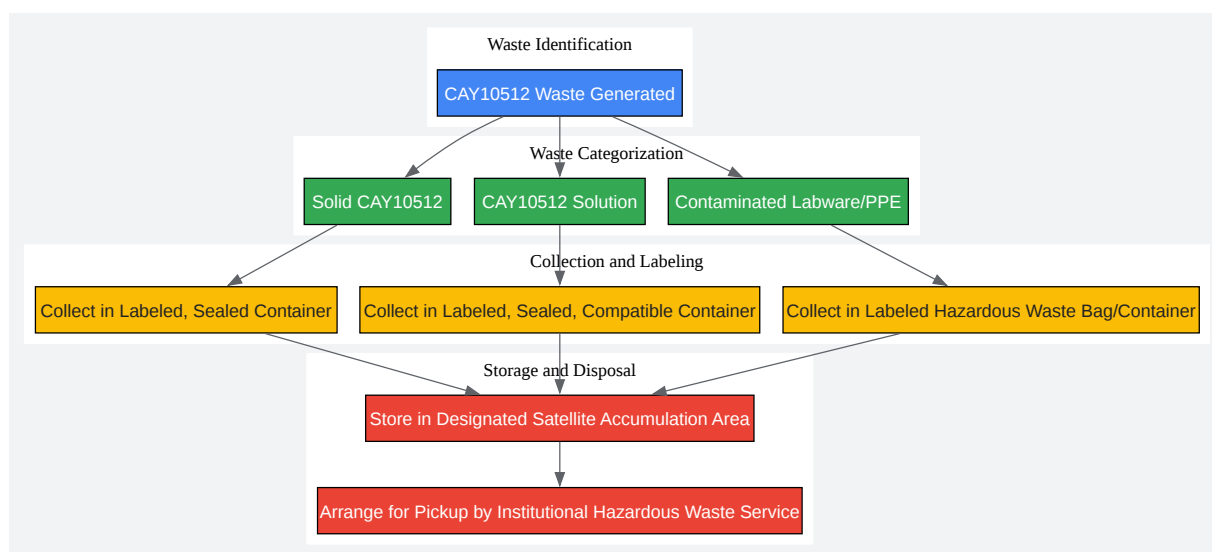 Waste Identification
CAY10512 Waste Generated
Waste Categorization
Solid CAY10512
CAY10512 Solution
Contaminated Labware/PPE
Collection and Labeling
Collect in Labeled, Sealed Container
Collect in Labeled, Sealed, Compatible Container
Collect in Labeled Hazardous Waste Bag/Container
Storage and Disposal
Store in Designated Satellite Accumulation Area
Arrange for Pickup by Institutional Hazardous Waste Service